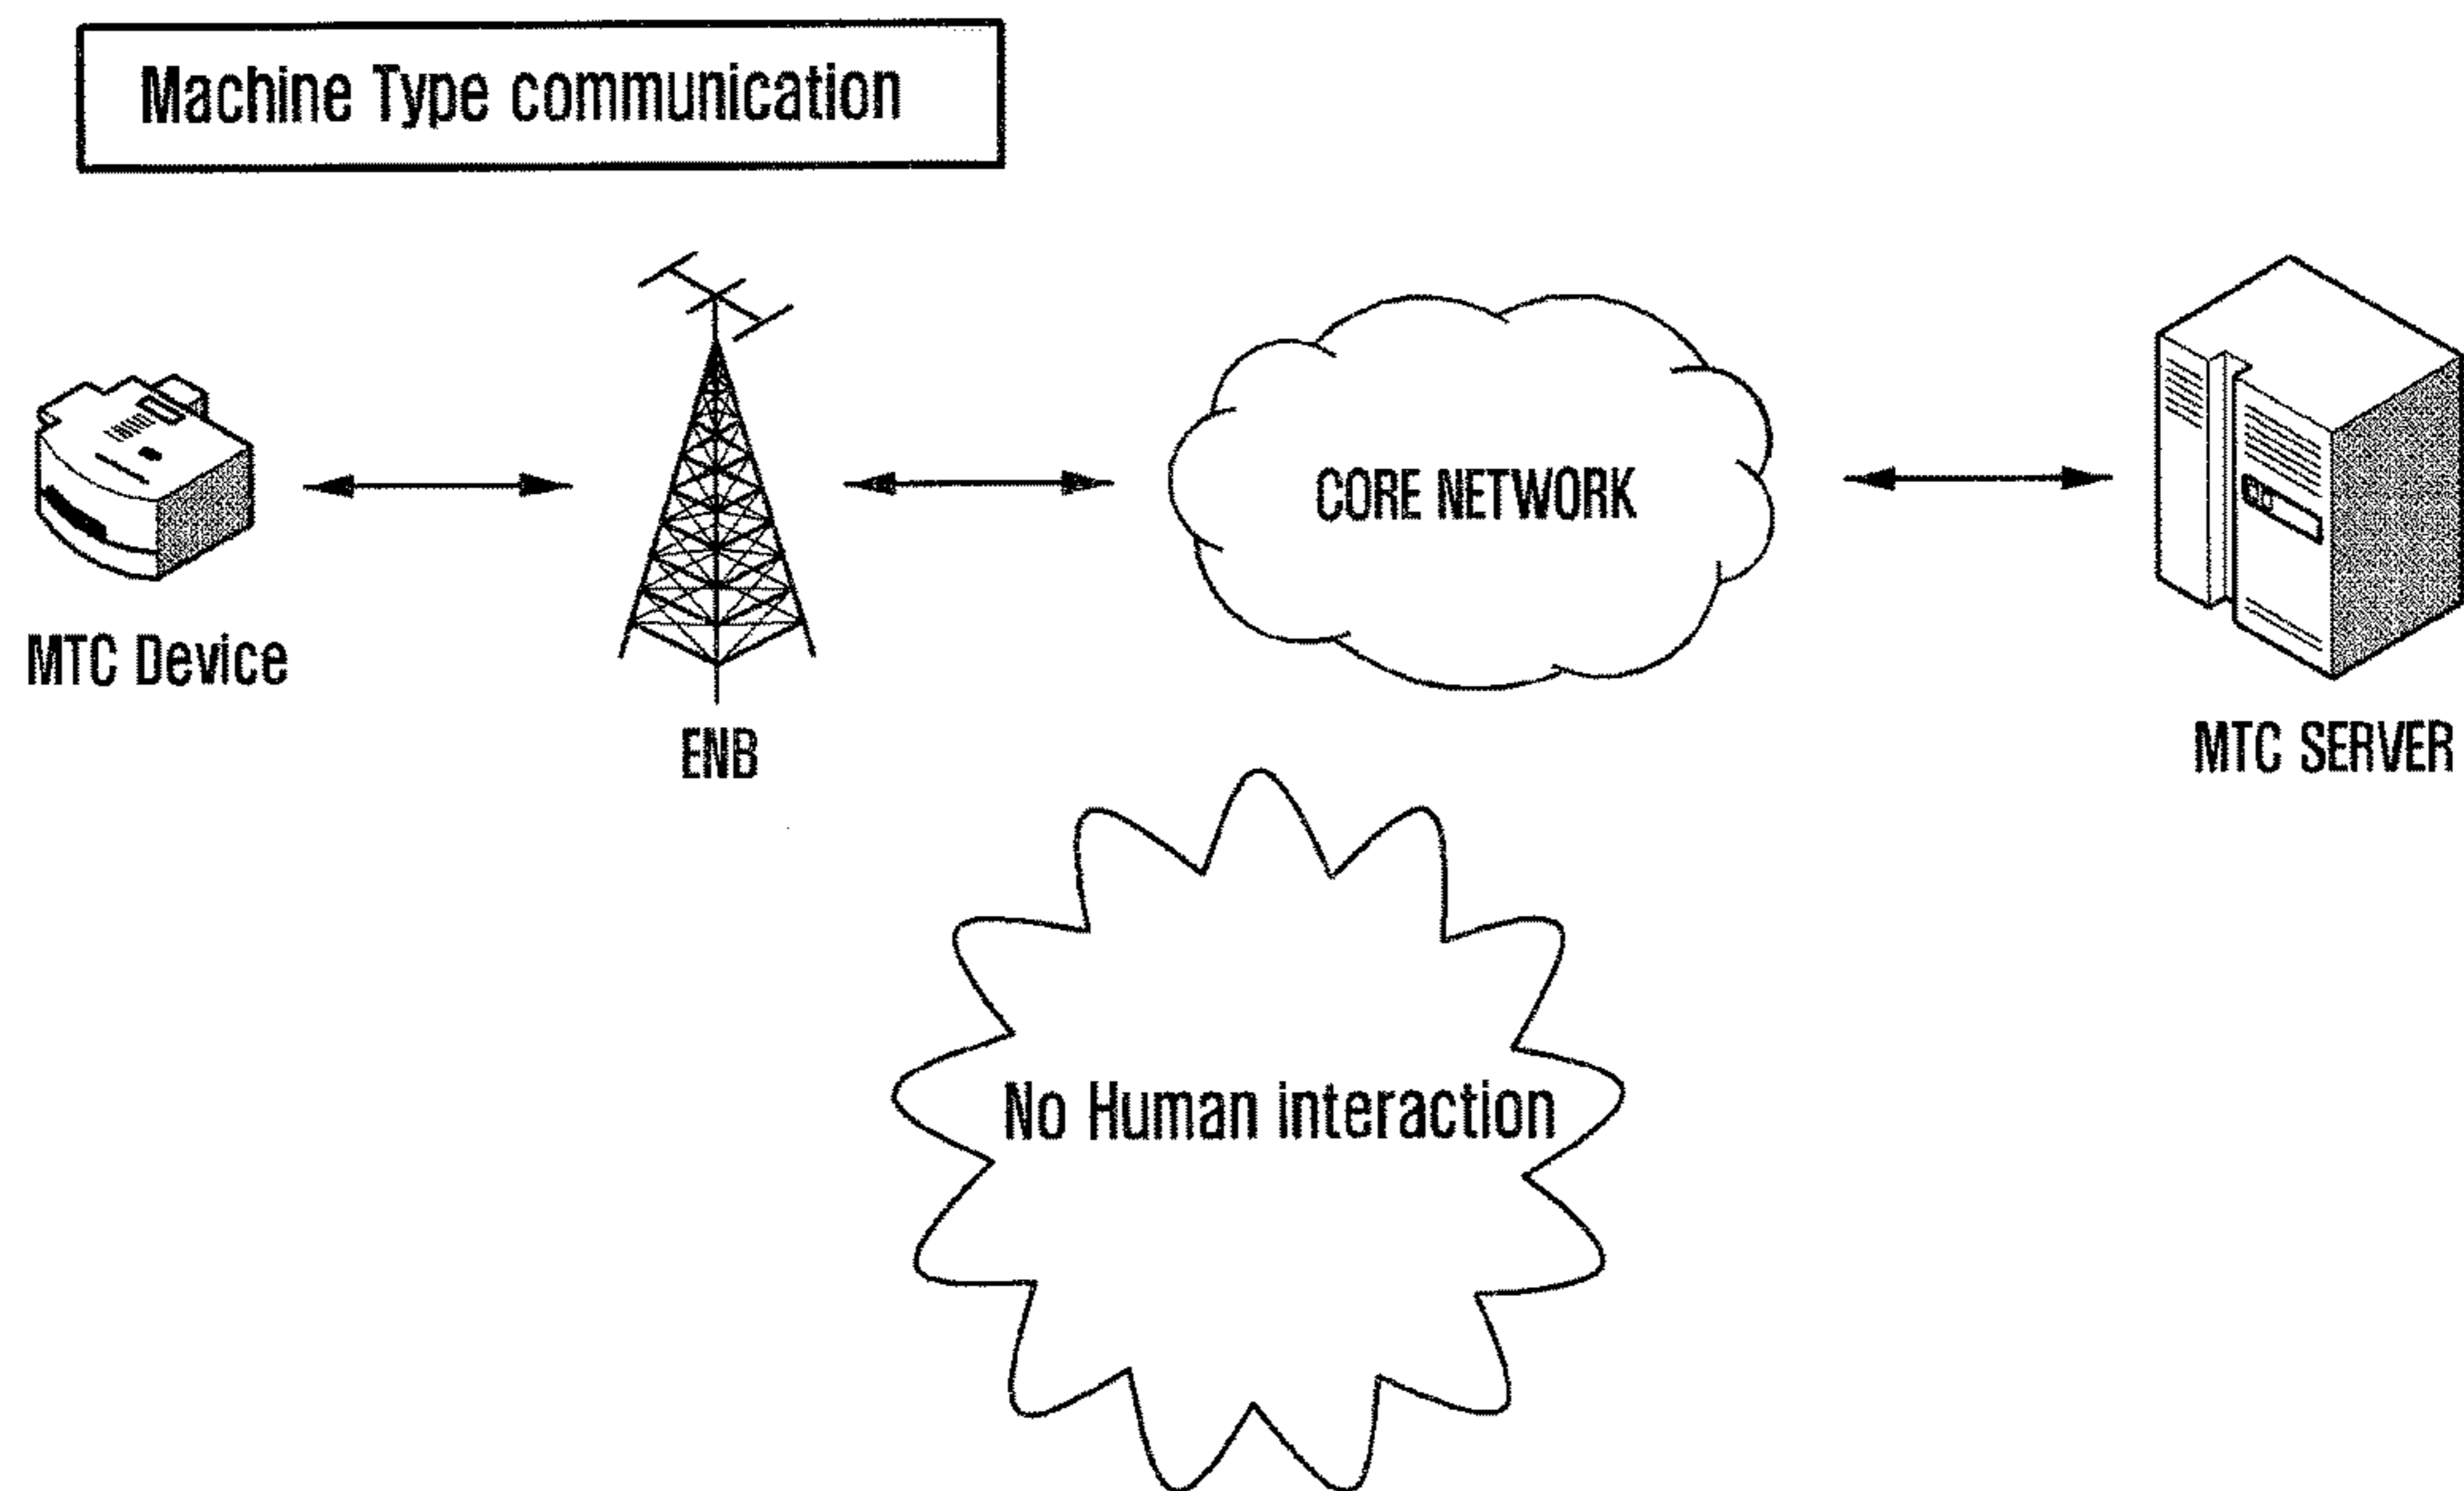 Machine Type communication
CORE NETWORK
MTC Device
ENB
MTC SERVER
No Human interaction